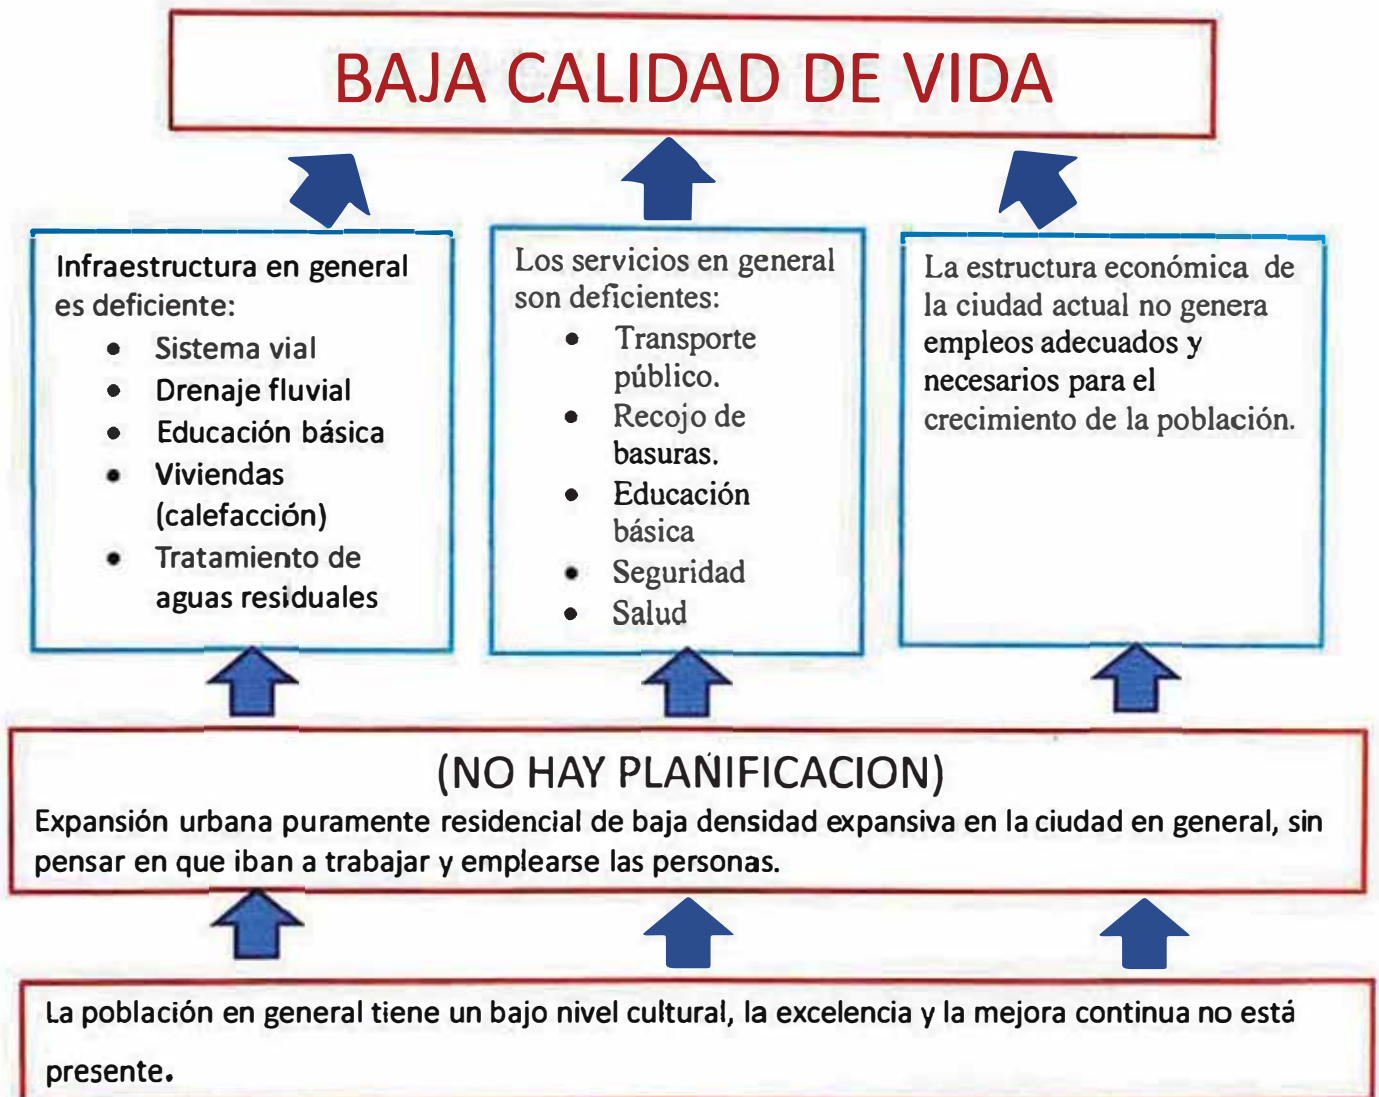 BAJA CALIDAD DE VIDA
Infraestructura en general
es deficiente:
• Sistema vial
• Drenaje fluvial
• Educación básica
• Viviendas
(calefacción)
• Tratamiento de
aguas residuales
Los servicios en general
son deficientes:
• Transporte
público.
• Recojo de
basuras.
• Educación
básica
• Seguridad
• Salud
La estructura económica de
la ciudad actual no genera
empleos adecuados y
necesarios para el
crecimiento de la población.
(NO HAY PLAÑIFICACION)
Expansión urbana puramente residencial de baja densidad expansiva en la ciudad en general, sin
pensar en que iban a trabajar y emplearse las personas.
La población en general tiene un bajo nivel cultural, la excelencia y la mejora continua no está
presente.